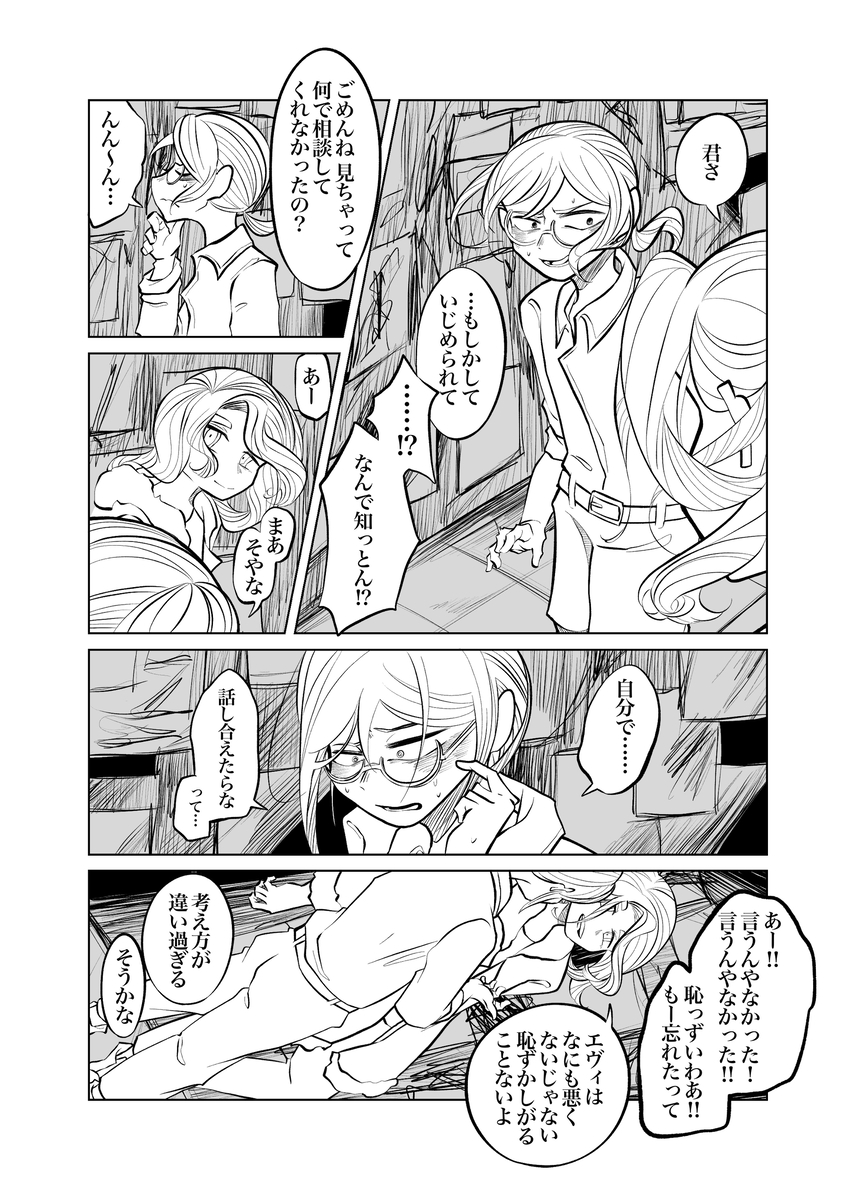 君さ
…もしかして
いじめられて
……⁉
なんで知っとん⁉
ごめんね 見ちゃって
何で相談して
くれなかったの？
んん〜ん…
あー
まあ
そやな
自分で……
話し合えたらな
って…
あー‼
言うんやなかった！
言うんやなかった‼
恥っずいわあ‼
もー忘れたって
エヴィは
なにも悪く
ないじゃない
恥ずかしがる
ことないよ
考え方が
違い過ぎる
そうかな